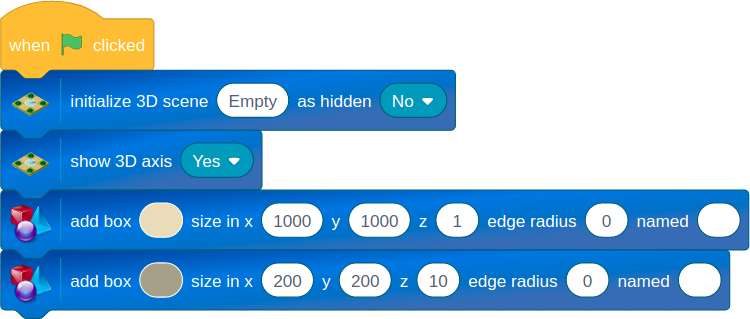 when clicked
initialize 3D scene Empty as hidden No
show 3D axis Yes
add box size in x 1000 y 1000 z 1 edge radius 0 named
add box size in x 200 y 200 z 10 edge radius 0 named